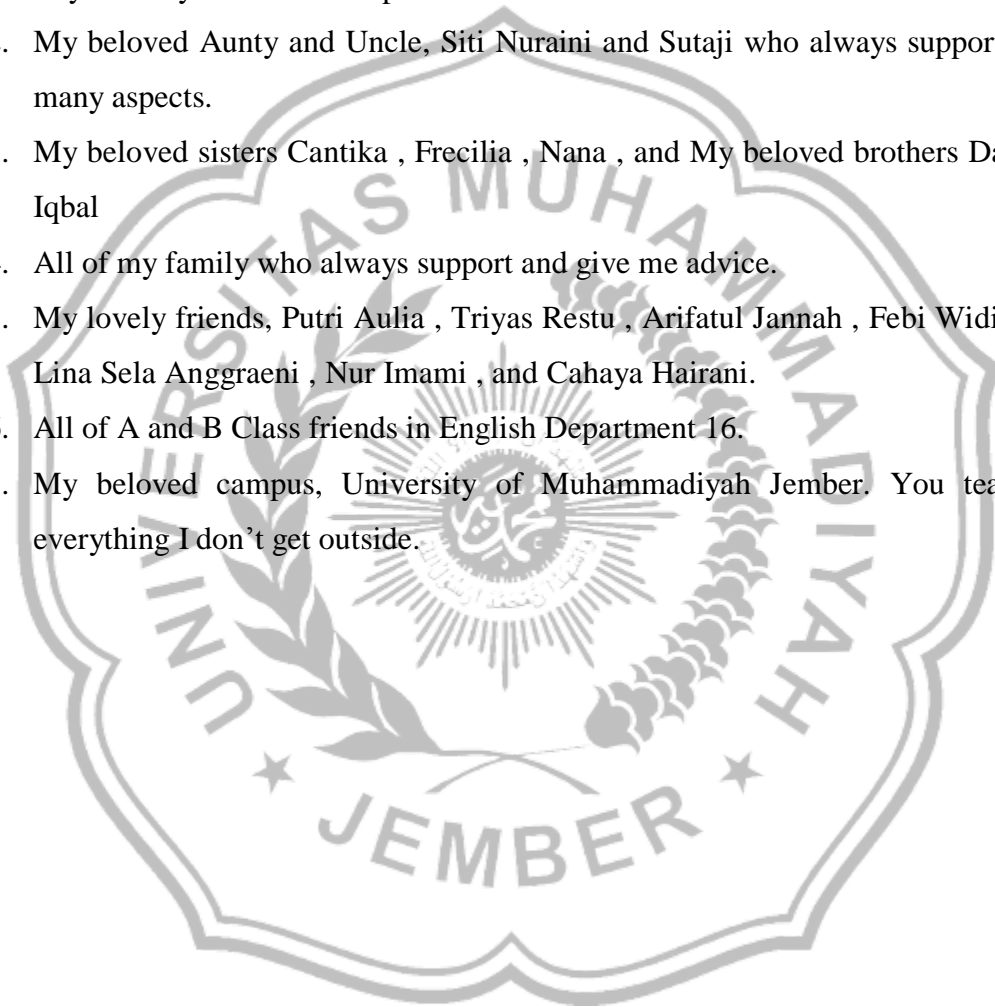 My beloved Aunty and Uncle, Siti Nuraini and Sutaji who always
many aspects.
My beloved sisters Cantika , Frecilia , Nana , and My beloved brothers
Iqbal
All of my family who always support and give me advice.
My lovely friends, Putri Aulia , Triyas Restu , Arifatul Jannah , Febi
Lina Sela Anggraeni , Nur Imami , and Cahaya Hairani.
All of A and B Class friends in English Department 16.
My beloved campus, University of Muhammadiyah Jember. You
everything I don’t get outside.
UNIVERSITAS MUHAMMADIYAH
JEMBER